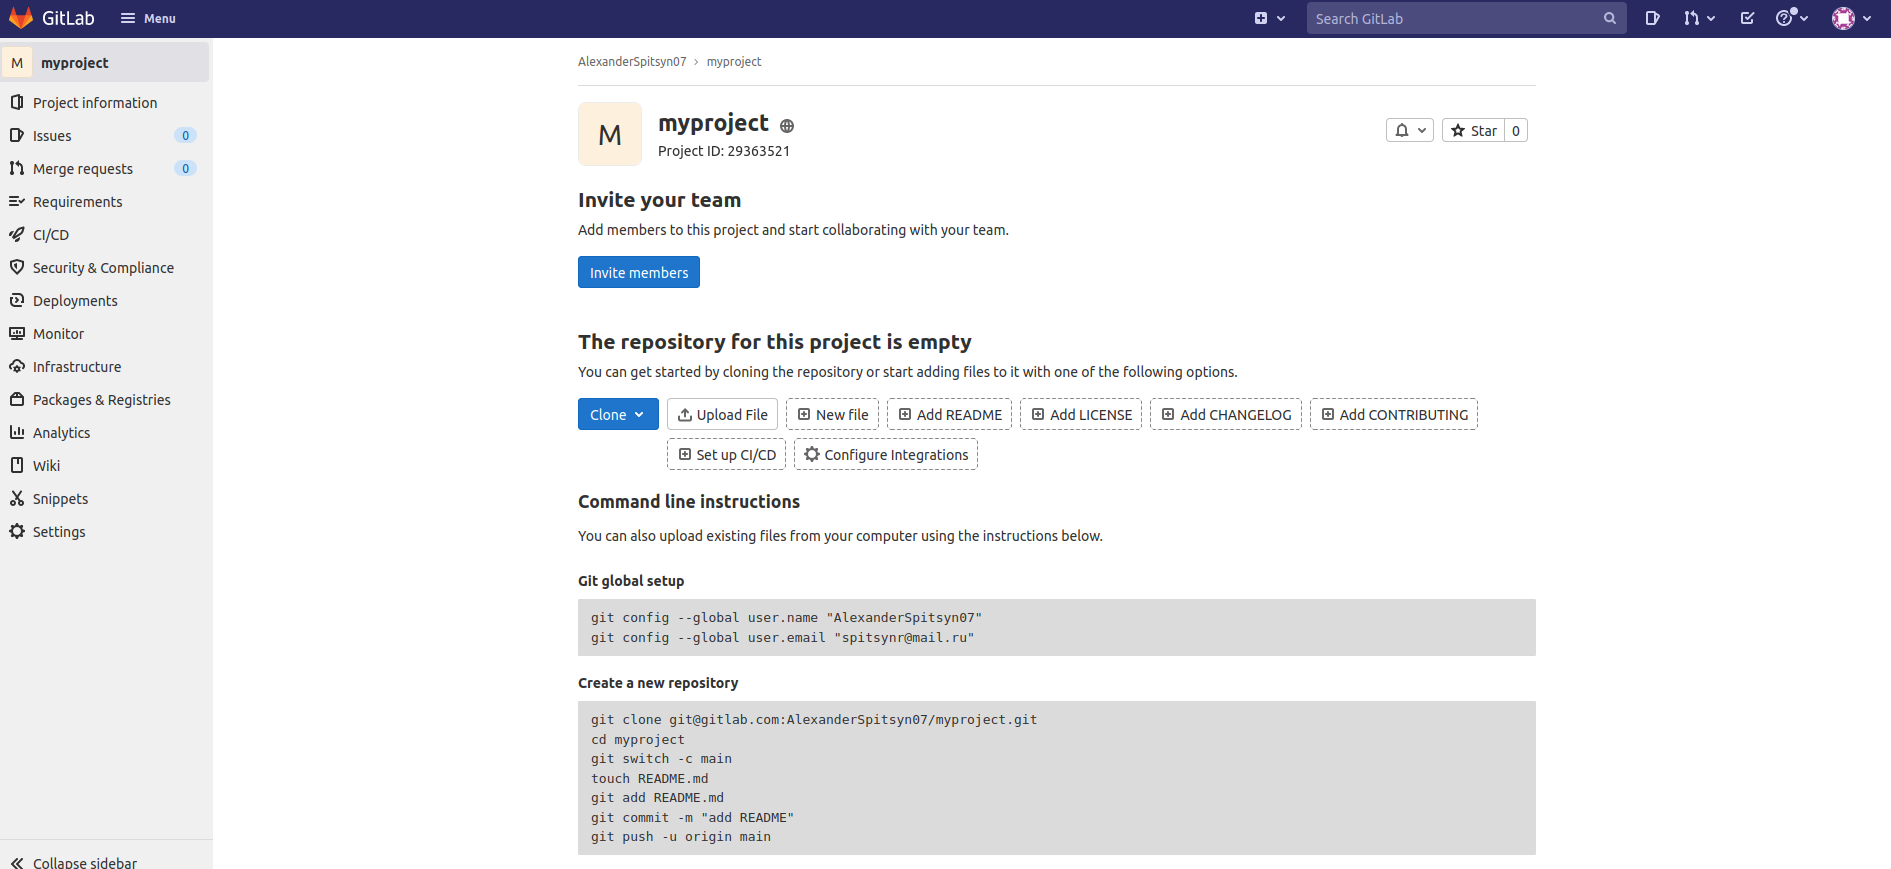 GitLab
Menu
Search GitLab
M myproject
Project information
Issues 0
Merge requests 0
Requirements
CI/CD
Security & Compliance
Deployments
Monitor
Infrastructure
Packages & Registries
Analytics
Wiki
Snippets
Settings
Collapse sidebar
AlexanderSpitsyn07 › myproject
M
myproject
Project ID: 29363521
Star 0
Invite your team
Add members to this project and start collaborating with your team.
Invite members
The repository for this project is empty
You can get started by cloning the repository or start adding files to it with one of the following options.
Clone Upload File New file Add README Add LICENSE Add CHANGELOG Add CONTRIBUTING
Set up CI/CD Configure Integrations
Command line instructions
You can also upload existing files from your computer using the instructions below.
Git global setup
git config --global user.name "AlexanderSpitsyn07"
git config --global user.email "spitsynr@mail.ru"
Create a new repository
git clone git@gitlab.com:AlexanderSpitsyn07/myproject.git
cd myproject
git switch -c main
touch README.md
git add README.md
git commit -m "add README"
git push -u origin main